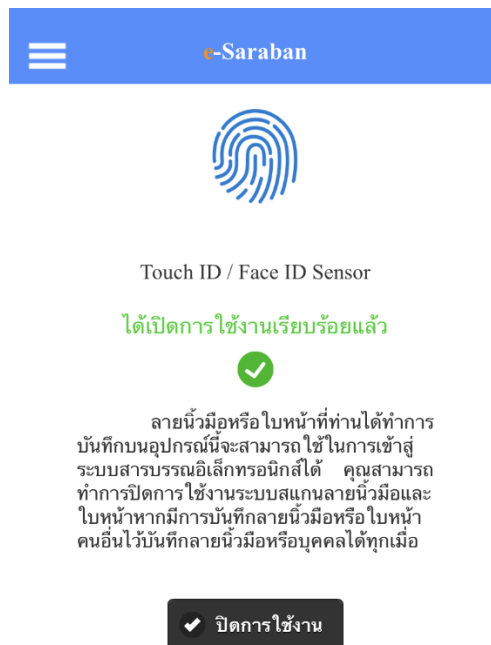 e-Saraban
Touch ID / Face ID Sensor
ได้เปิดการใช้งานเรียบร้อยแล้ว
ลายนิ้วมือหรือใบหน้าที่ท่านได้ทำการ
บันทึกบนอุปกรณ์นี้จะสามารถใช้ในการเข้าสู่
ระบบสารบรรณอิเล็กทรอนิกส์ได้ คุณสามารถ
ทำการปิดการใช้งานระบบสแกนลายนิ้วมือและ
ใบหน้าหากมีการบันทึกลายนิ้วมือหรือใบหน้า
คนอื่นไว้บันทึกลายนิ้วมือหรือบุคคลได้ทุกเมื่อ
ปิดการใช้งาน